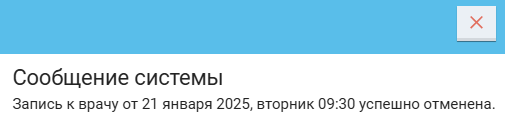 Сообщение системы
Запись к врачу от 21 января 2025, вторник 09:30 успешно отменена.